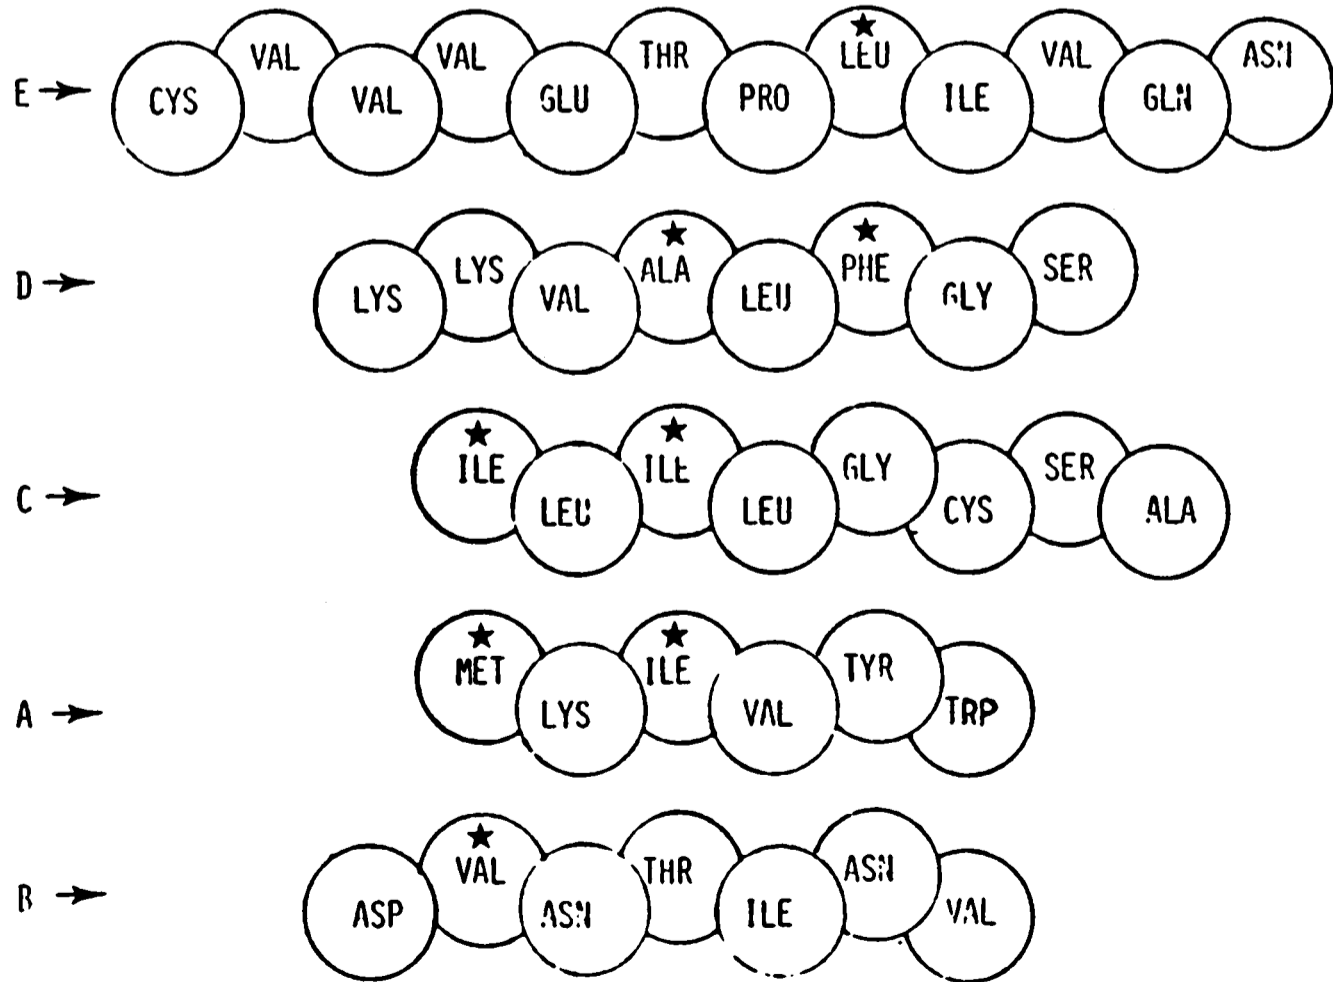 E → CYS VAL VAL VAL GLU THR PRO LEU ILE VAL GLN ASN
D → LYS LYS VAL ALA LEU PHE GLY SER
C → ILE LEU ILE LEU GLY CYS SER ALA
A → MET LYS ILE VAL TYR TRP
B → ASP VAL ASN THR ILE ASN VAL